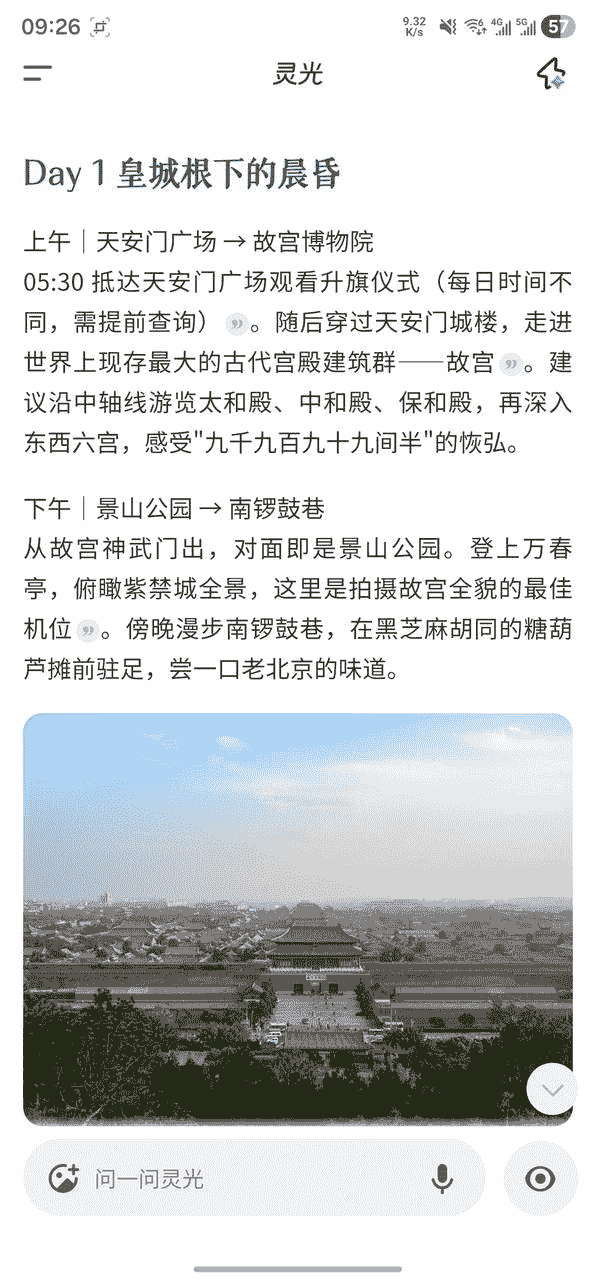 09:26
9.32 K/s
6
4G
5G
57
灵光
Day 1 皇城根下的晨昏
上午｜天安门广场 → 故宫博物院
05:30 抵达天安门广场观看升旗仪式（每日时间不
同，需提前查询）。随后穿过天安门城楼，走进
世界上现存最大的古代宫殿建筑群——故宫。建
议沿中轴线游览太和殿、中和殿、保和殿，再深入
东西六宫，感受"九千九百九十九间半"的恢弘。
下午｜景山公园 → 南锣鼓巷
从故宫神武门出，对面即是景山公园。登上万春
亭，俯瞰紫禁城全景，这里是拍摄故宫全貌的最佳
机位。傍晚漫步南锣鼓巷，在黑芝麻胡同的糖葫
芦摊前驻足，尝一口老北京的味道。
问一问灵光